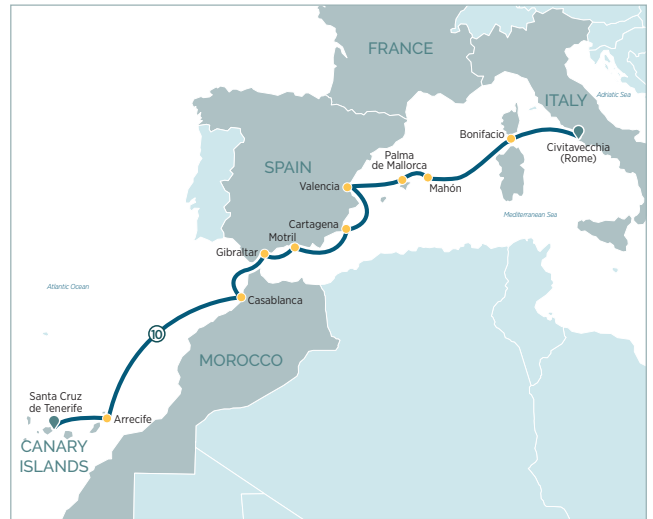 FRANCE
Adriatic Sea
ITALY
Bonifacio
Civitavecchia
(Rome)
Palma
de Mallorca
SPAIN
Valencia
Mahón
Mediterranean Sea
Cartagena
Motril
Gibraltar
Atlantic Ocean
Casablanca
10
MOROCCO
Santa Cruz
de Tenerife
Arrecife
CANARY
ISLANDS